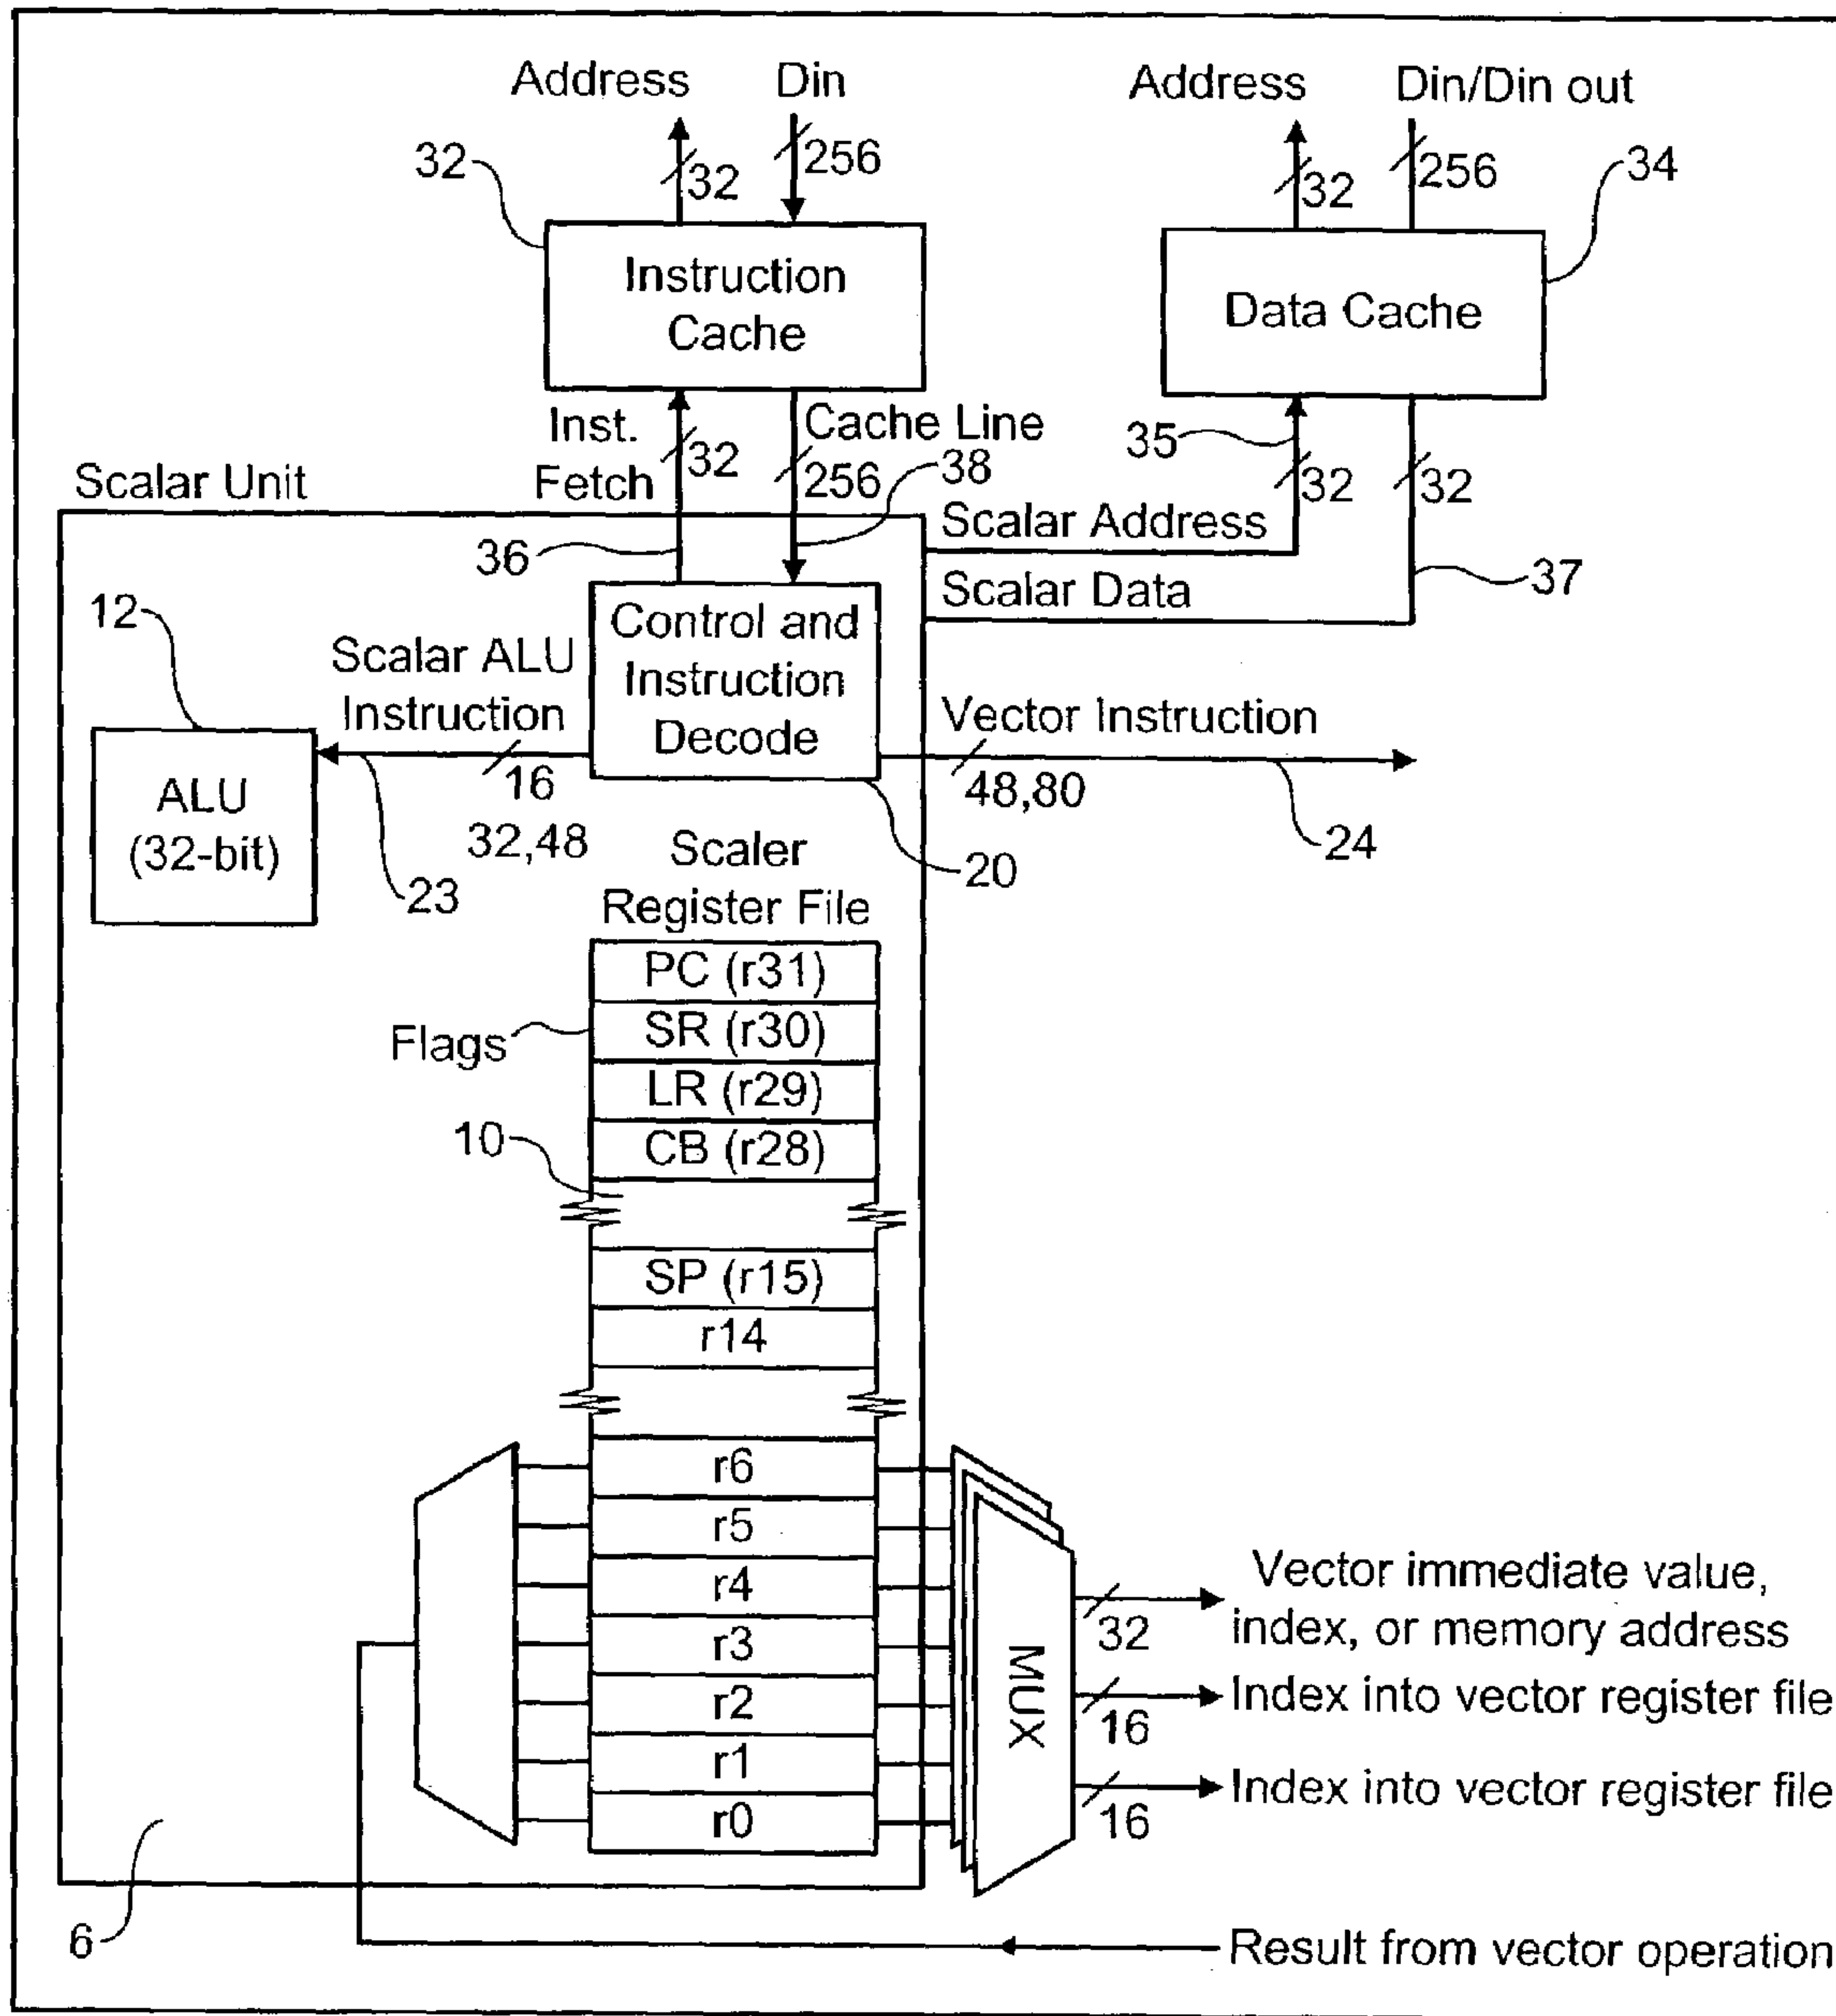 Address Din
Address Din/Din out
32
32
256
32
256
34
Instruction
Cache
Data Cache
Inst.
Fetch
32
Cache Line
256
38
35
32
32
Scalar Unit
36
Scalar Address
Scalar Data
37
12
Scalar ALU
Instruction
Control and
Instruction
Decode
Vector Instruction
16
32,48
48,80
24
ALU
(32-bit)
23
20
Scaler
Register File
PC (r31)
Flags
SR (r30)
LR (r29)
10
CB (r28)
SP (r15)
r14
r6
r5
r4
r3
r2
r1
r0
MUX
32
Vector immediate value,
index, or memory address
16
Index into vector register file
16
Index into vector register file
6
Result from vector operation